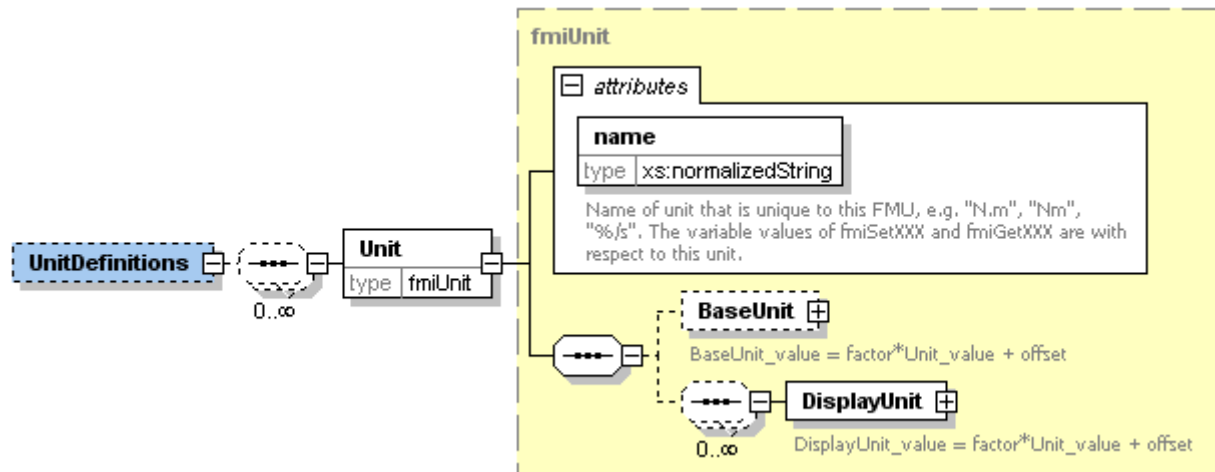 fmiUnit
attributes
name
type xs:normalizedString
Name of unit that is unique to this FMU, e.g. "N.m", "Nm",
"%/s". The variable values of fmiSetXXX and fmiGetXXX are with
respect to this unit.
UnitDefinitions
0..∞
Unit
type fmiUnit
BaseUnit
BaseUnit_value = factor*Unit_value + offset
0..∞
DisplayUnit
DisplayUnit_value = factor*Unit_value + offset